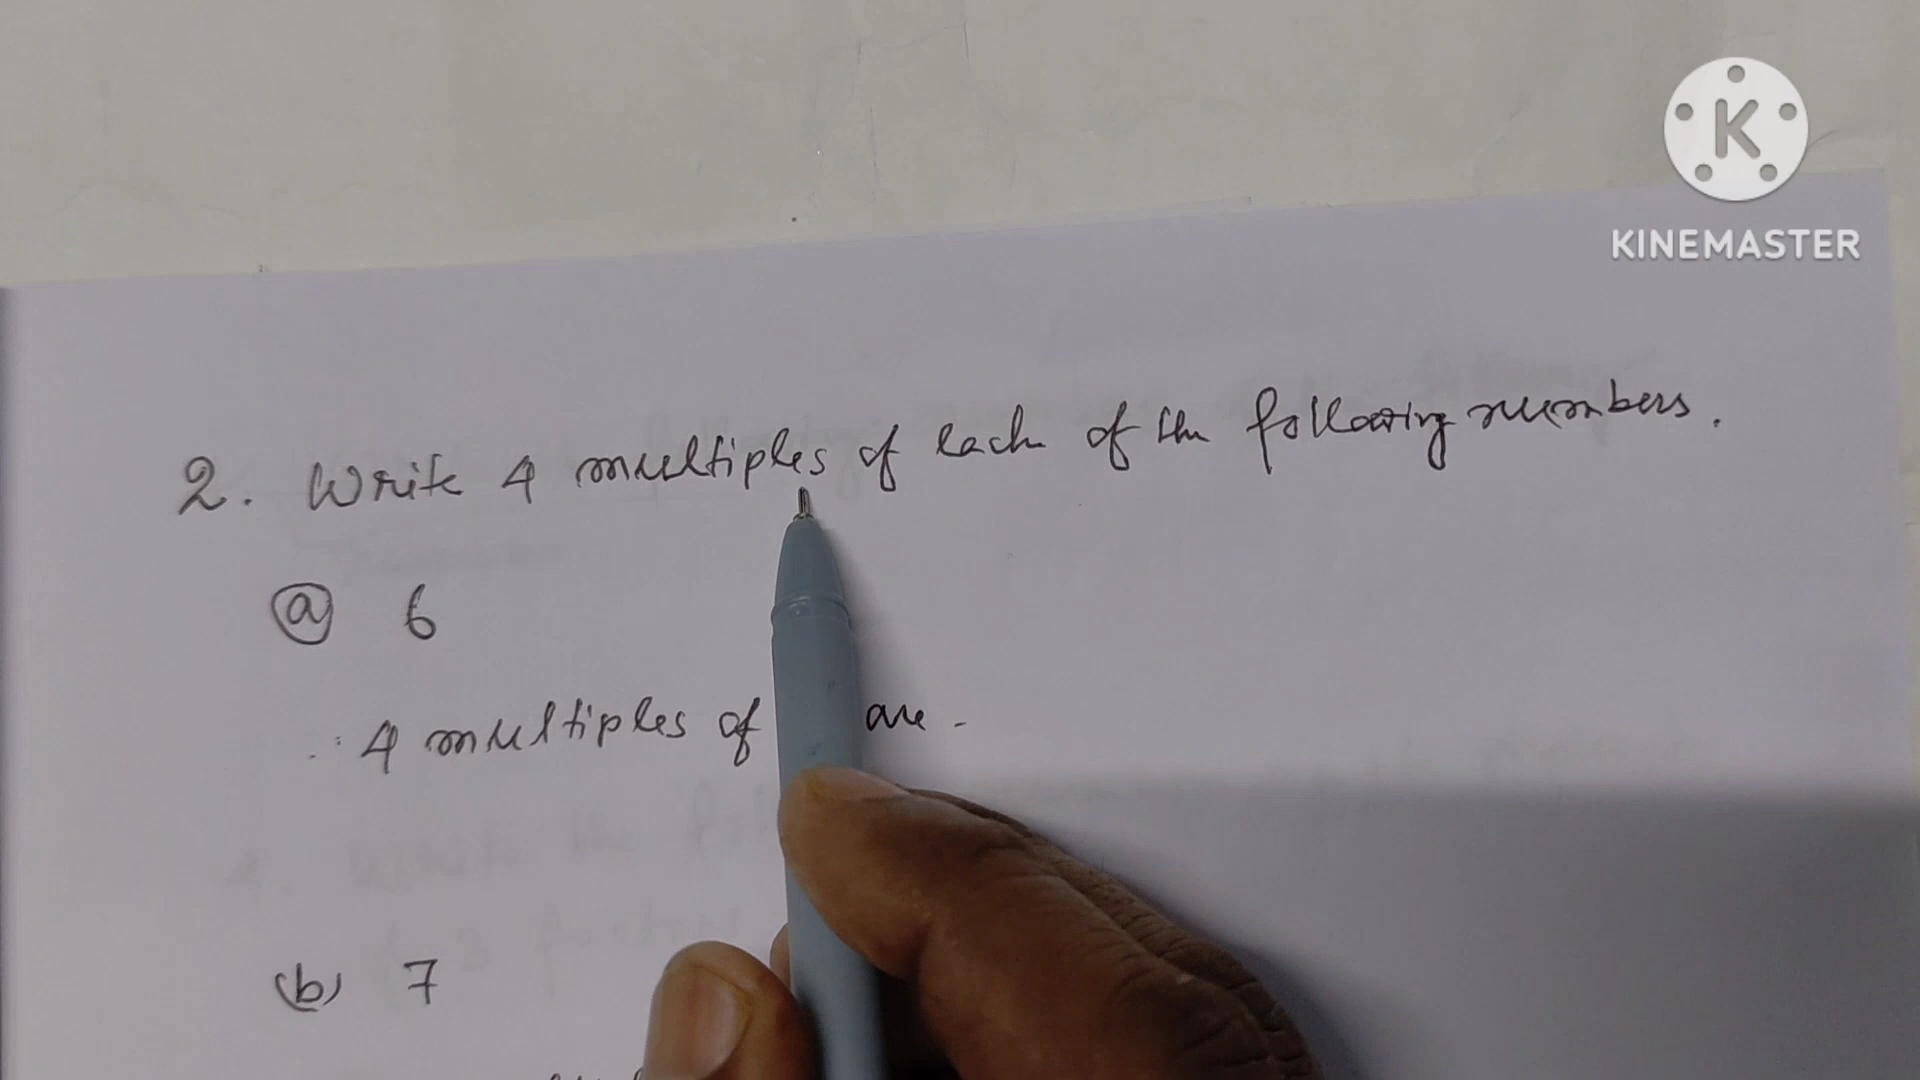 K
KINEMASTER
2. Write 4 multiples of each of the following numbers.
(a) 6
∴ 4 multiples of are -
(b) 7